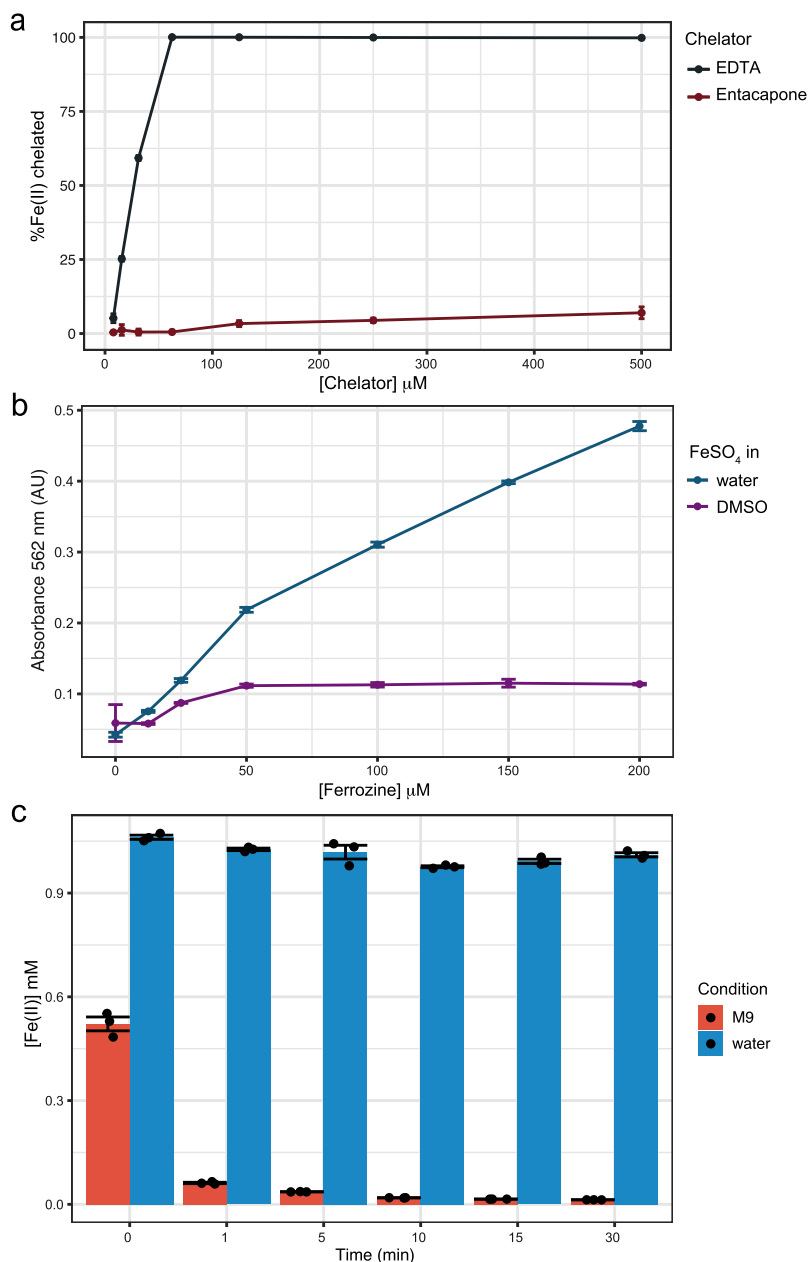 a
100
75
50
25
0
%Fe(II) chelated
0 100 200 300 400 500
[Chelator] μM
Chelator
EDTA
Entacapone
b
0.5
0.4
0.3
0.2
0.1
Absorbance 562 nm (AU)
0 50 100 150 200
[Ferrozine] μM
FeSO4 in
water
DMSO
c
0.9
0.6
0.3
0.0
[Fe(II)] mM
0 1 5 10 15 30
Time (min)
Condition
M9
water